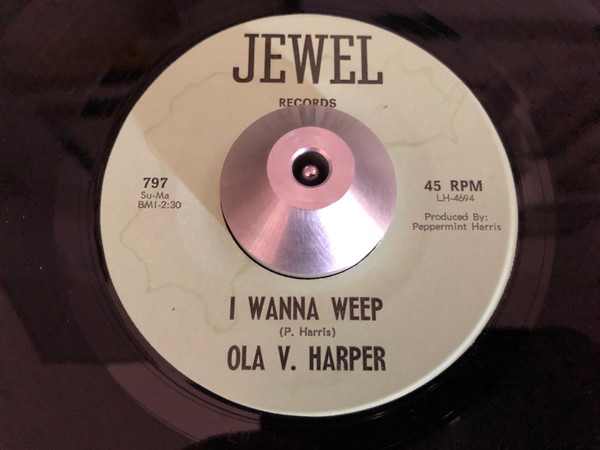 JEWEL
RECORDS
797
Su-Ma
BMI-2:30
45 RPM
LH-4694
Produced By:
Peppermint Harris
I WANNA WEEP
(P. Harris)
OLA V. HARPER